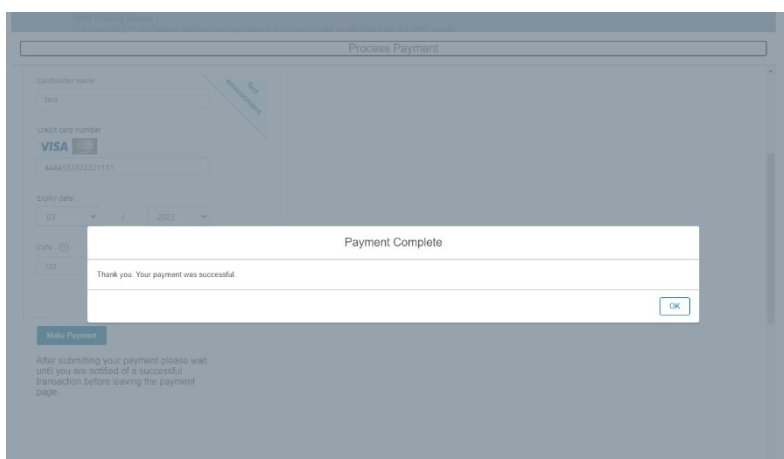 Process Payment
Cardholder name
test
Test
environment
Credit card number
VISA
4444333322221111
Expiry date
03 / 2022
CVN
Payment Complete
Thank you. Your payment was successful.
OK
Make Payment
After submitting your payment please wait
until you are notified of a successful
transaction before leaving the payment
page.